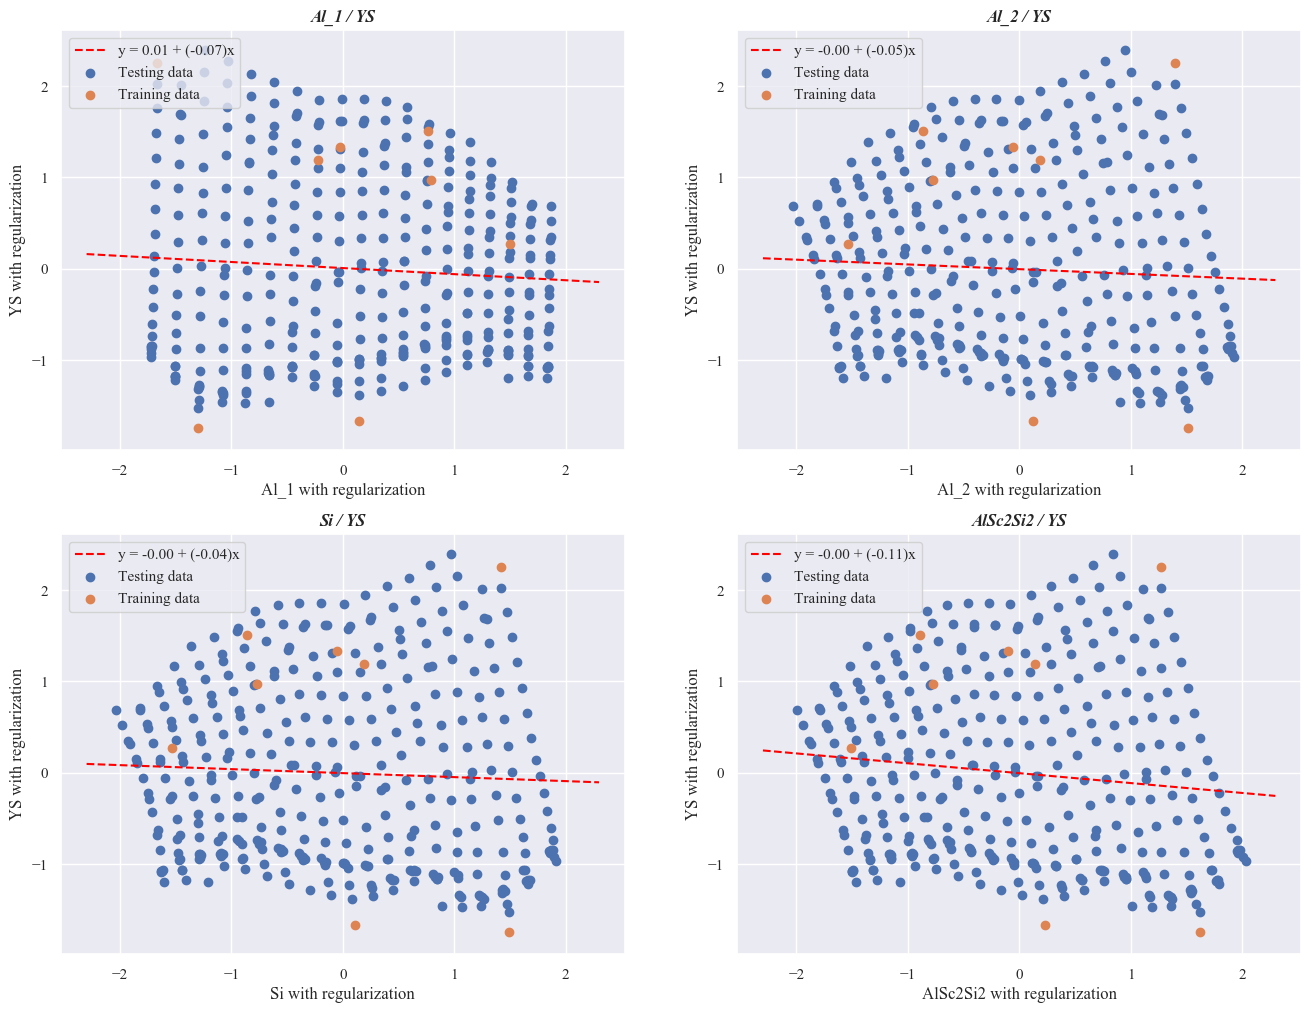 Al_1 / YS
y = 0.01 + (-0.07)x
Testing data
Training data
2
1
0
−1
YS with regularization
−2 −1 0 1 2
Al_1 with regularization
Al_2 / YS
y = -0.00 + (-0.05)x
Testing data
Training data
2
1
0
−1
YS with regularization
−2 −1 0 1 2
Al_2 with regularization
Si / YS
y = -0.00 + (-0.04)x
Testing data
Training data
2
1
0
−1
YS with regularization
−2 −1 0 1 2
Si with regularization
AlSc2Si2 / YS
y = -0.00 + (-0.11)x
Testing data
Training data
2
1
0
−1
YS with regularization
−2 −1 0 1 2
AlSc2Si2 with regularization